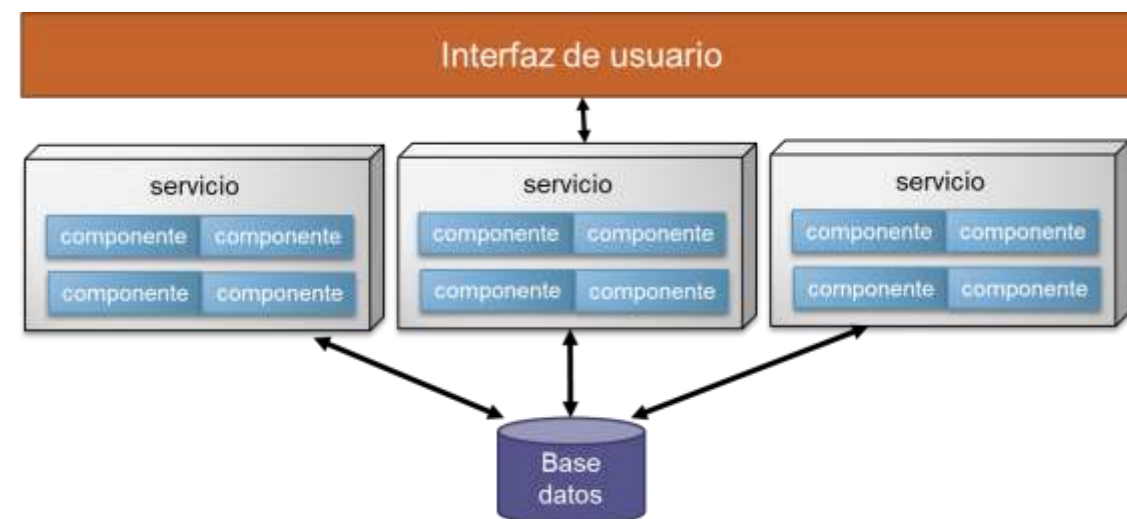 Interfaz de usuario
servicio
componente componente
componente componente
servicio
componente componente
componente componente
servicio
componente componente
componente componente
Base
datos